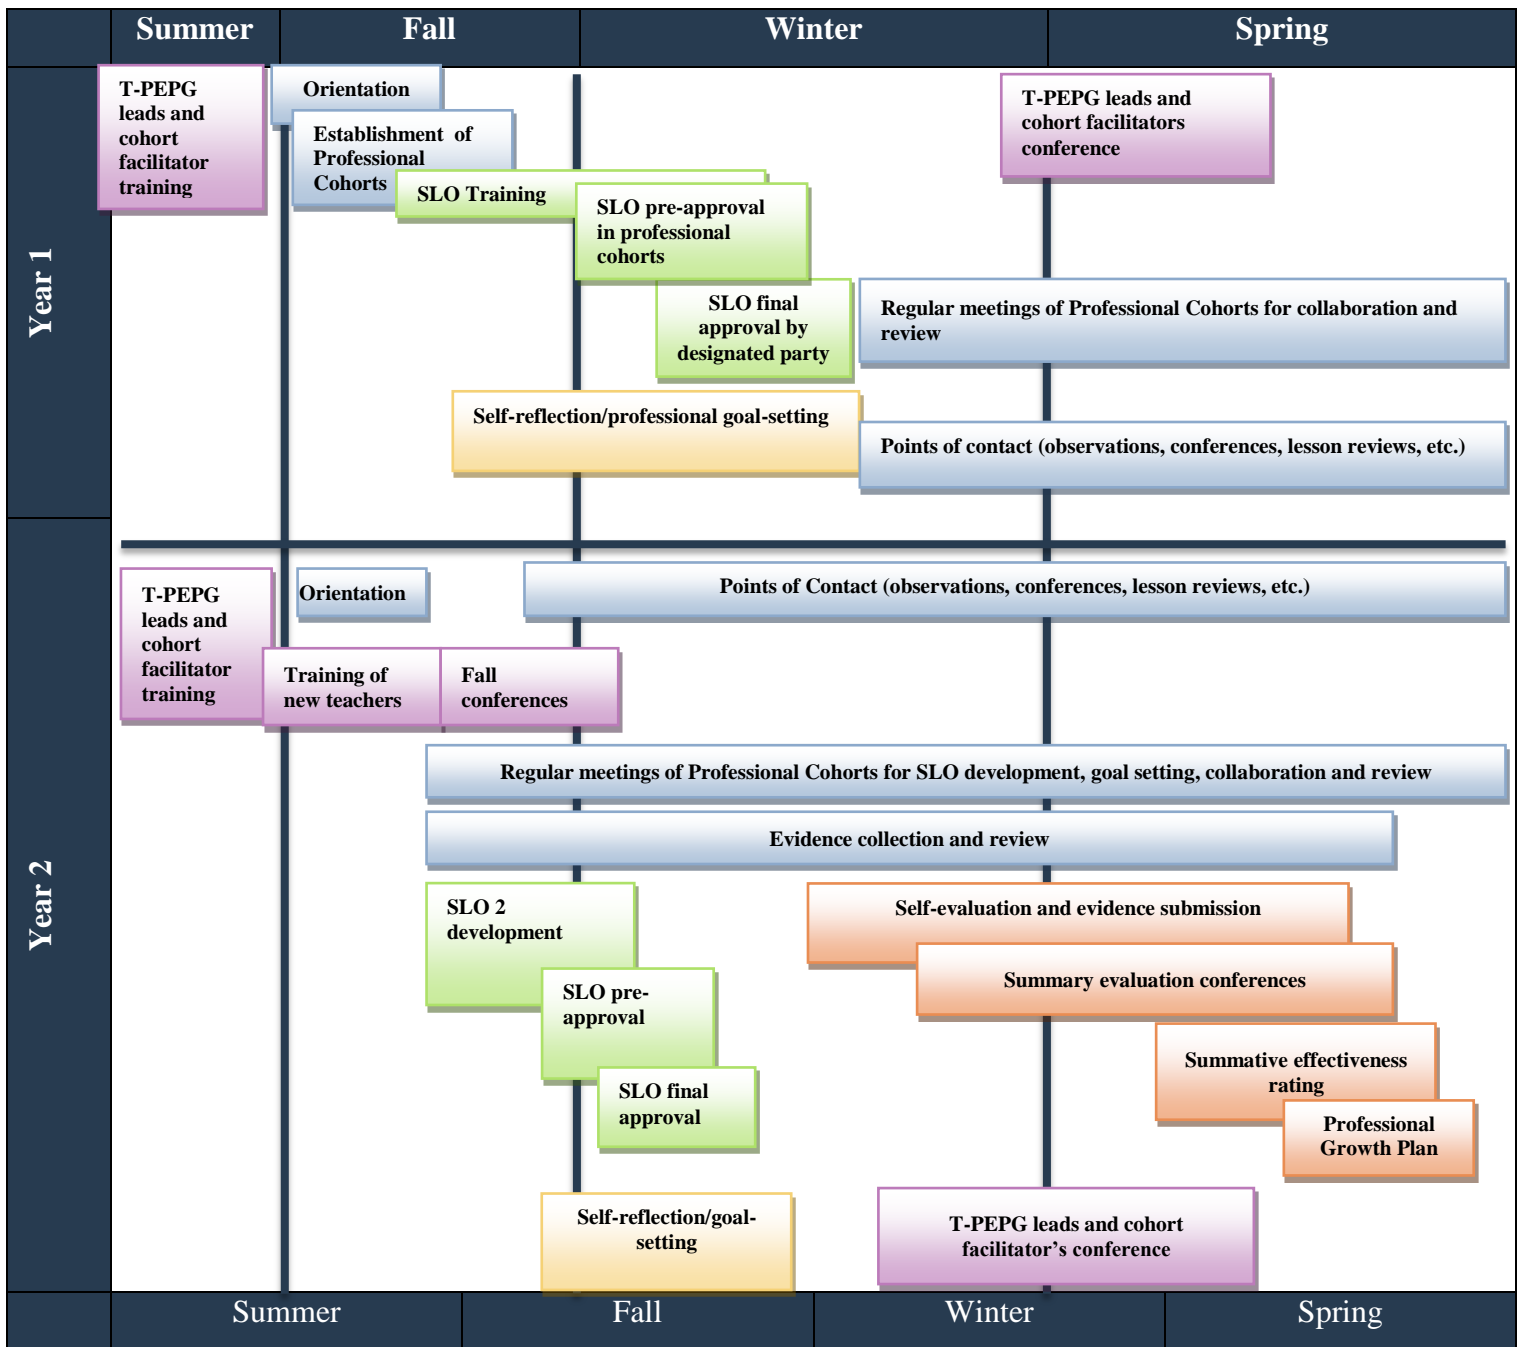 Summer
Fall
Winter
Spring
Year 1
T-PEPG
leads and
cohort
facilitator
training
Orientation
Establishment of
Professional
Cohorts
SLO Training
SLO pre-approval
in professional
cohorts
SLO final
approval by
designated party
T-PEPG leads and
cohort facilitators
conference
Regular meetings of Professional Cohorts for collaboration and
review
Self-reflection/professional goal-setting
Points of contact (observations, conferences, lesson reviews, etc.)
Year 2
T-PEPG
leads and
cohort
facilitator
training
Orientation
Points of Contact (observations, conferences, lesson reviews, etc.)
Training of
new teachers
Fall
conferences
Regular meetings of Professional Cohorts for SLO development, goal setting, collaboration and review
Evidence collection and review
SLO 2
development
SLO pre-
approval
SLO final
approval
Self-evaluation and evidence submission
Summary evaluation conferences
Summative effectiveness
rating
Professional
Growth Plan
Self-reflection/goal-
setting
T-PEPG leads and cohort
facilitator’s conference
Summer
Fall
Winter
Spring